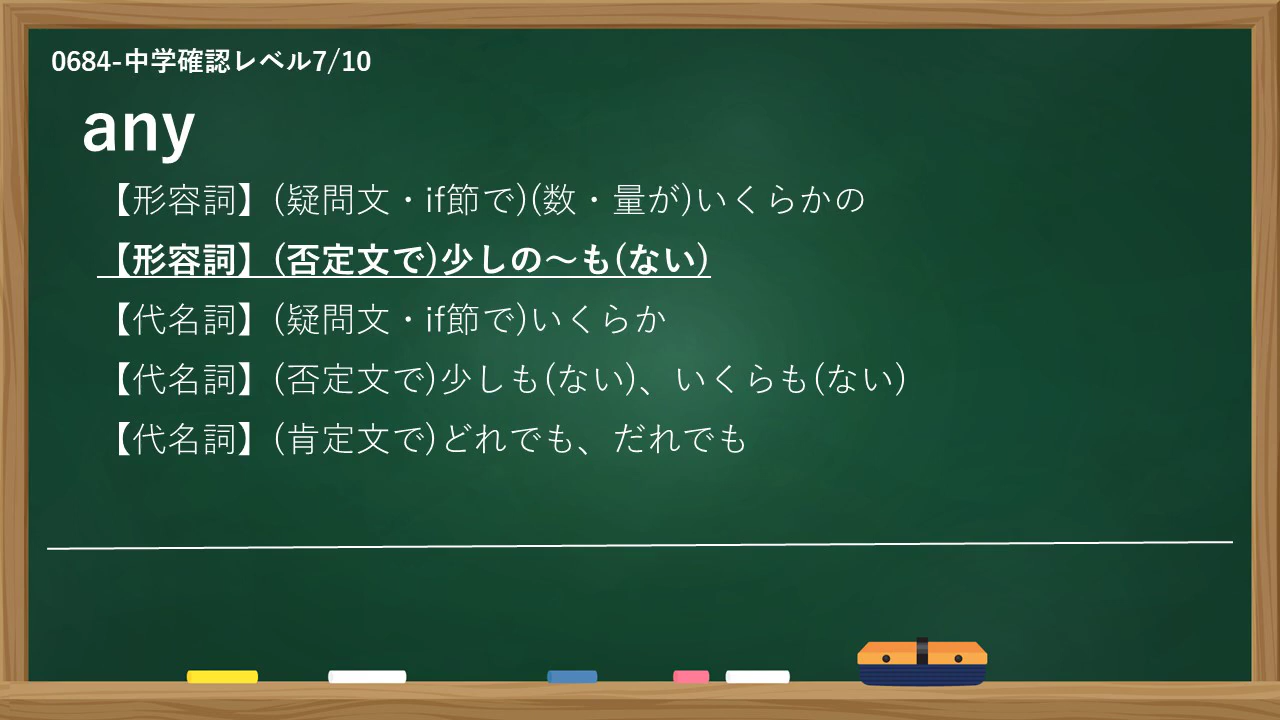 0684-中学確認レベル7/10
any
【形容詞】(疑問文・if節で)(数・量が)いくらかの
【形容詞】(否定文で)少しの～も(ない)
【代名詞】(疑問文・if節で)いくらか
【代名詞】(否定文で)少しも(ない)、いくらも(ない)
【代名詞】(肯定文で)どれでも、だれでも